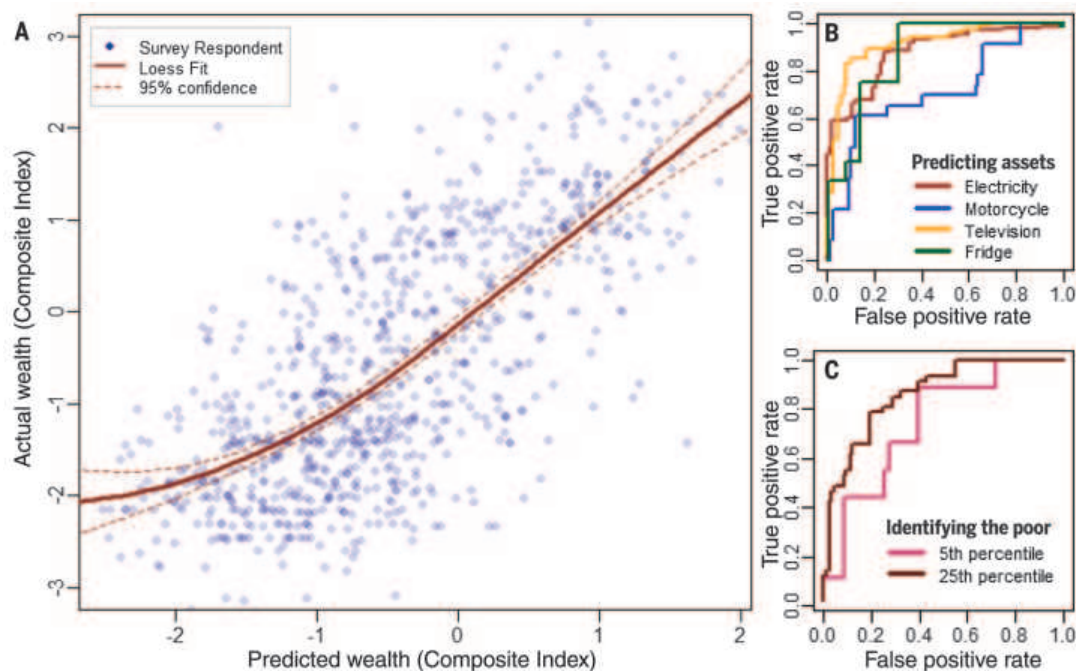 A
Survey Respondent
Loess Fit
95% confidence
Actual wealth (Composite Index)
3
2
1
0
-1
-2
-3
-2
-1
0
1
2
Predicted wealth (Composite Index)
B
True positive rate
1.0
0.8
0.6
0.4
0.2
0.0
Predicting assets
Electricity
Motorcycle
Television
Fridge
0.0 0.2 0.4 0.6 0.8 1.0
False positive rate
C
True positive rate
1.0
0.8
0.6
0.4
0.2
0.0
Identifying the poor
5th percentile
25th percentile
0.0 0.2 0.4 0.6 0.8 1.0
False positive rate